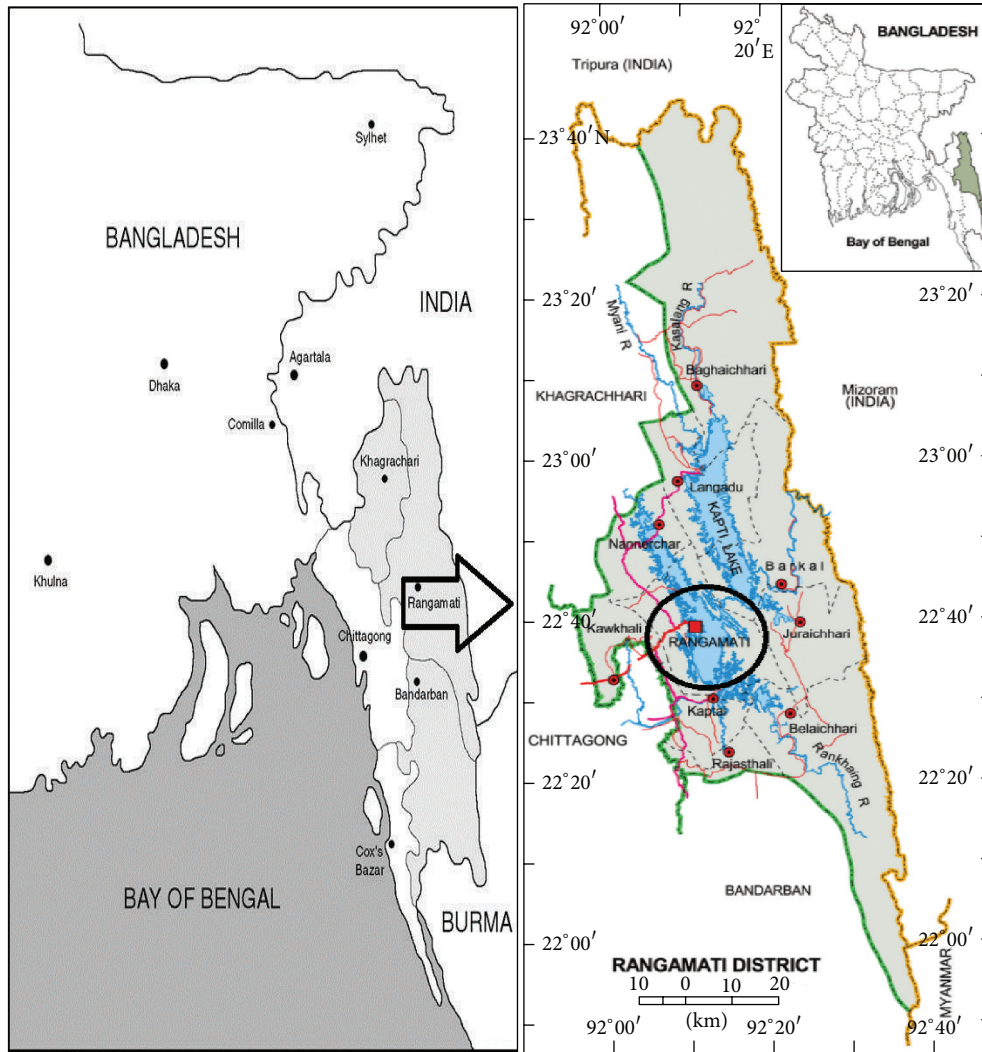 Sylhet
BANGLADESH
INDIA
Agartala
Dhaka
Comilla
Khagrachari
Khulna
Rangamati
Chittagong
Bandarban
Cox's
Bazar
BAY OF BENGAL
BURMA
92°00′
92°
20′E
Tripura (INDIA)
BANGLADESH
Bay of Bengal
23°40′N
23°20′
23°20′
Myani R
Kasalang R
Baghaichhari
KHAGRACHHARI
Mizoram
(INDIA)
23°00′
23°00′
Langadu
KAPTI LAKE
Nannerchar
Barkal
22°40′
22°40′
Kawkhali
RANGAMATI
Juraichhari
Kaptai
Belaichhari
CHITTAGONG
Rajasthali
Rankhaing R
22°20′
22°20′
BANDARBAN
22°00′
22°00′
RANGAMATI DISTRICT
10 0 10 20
(km)
MYANMAR
92°00′
92°20′
92°40′